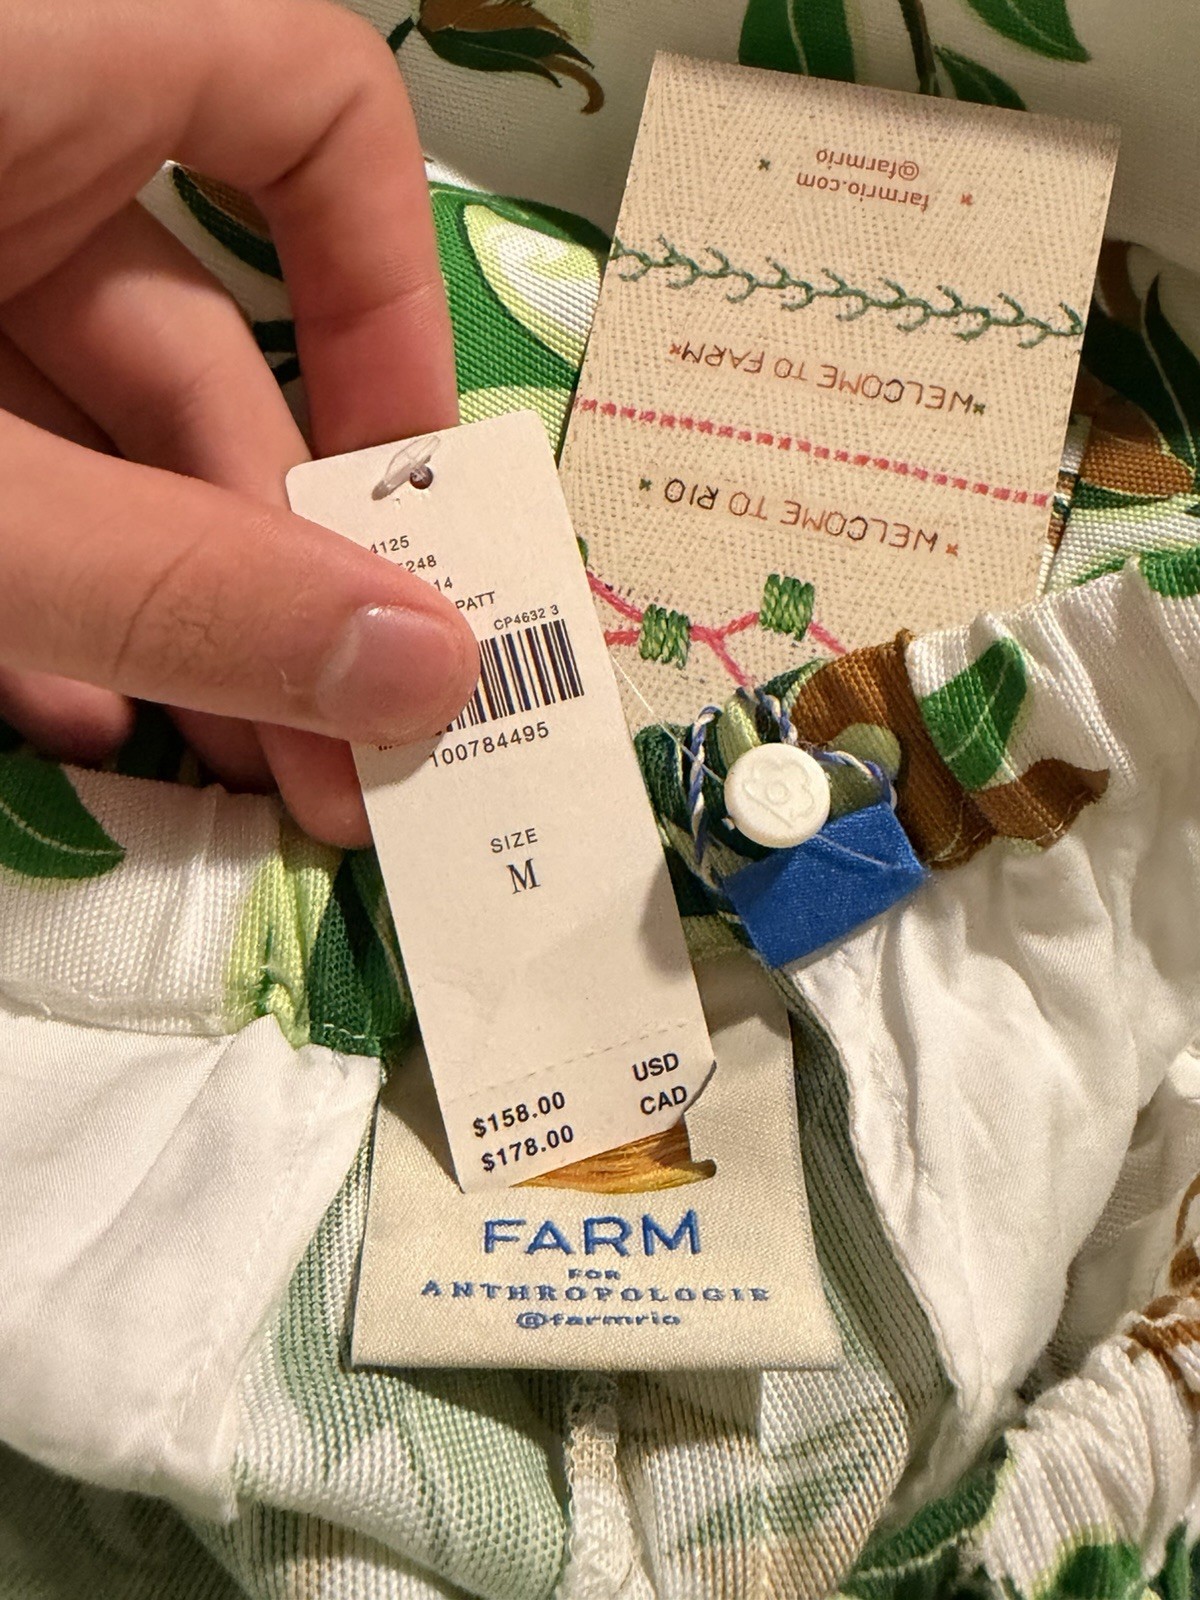 @farmrio
farmrio.com
WELCOME TO FARM
WELCOME TO RIO
4125
5248
14
PATT
CP4632 3
100784495
SIZE
M
$158.00 USD
$178.00 CAD
FARM
FOR
ANTHROPOLOGIE
@farmrio